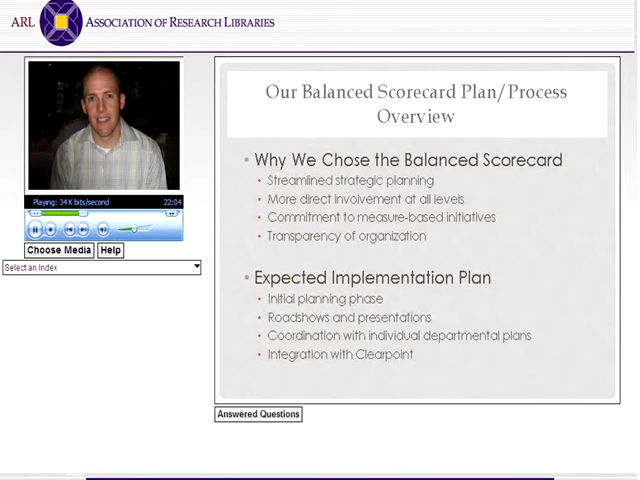 ARL ASSOCIATION OF RESEARCH LIBRARIES
Playing: 34 K bits/second 22:04
Choose Media Help
Select an Index
Our Balanced Scorecard Plan/Process
Overview
• Why We Chose the Balanced Scorecard
• Streamlined strategic planning
• More direct involvement at all levels
• Commitment to measure-based initiatives
• Transparency of organization
• Expected Implementation Plan
• Initial planning phase
• Roadshows and presentations
• Coordination with individual departmental plans
• Integration with Clearpoint
Answered Questions